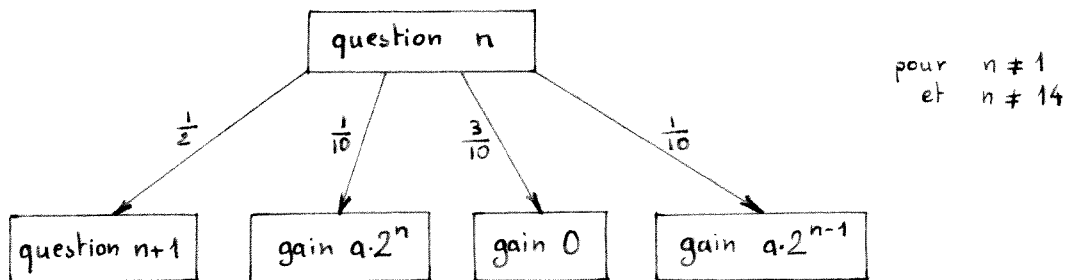 question n
pour n ≠ 1
et n ≠ 14
1/2
1/10
3/10
1/10
question n+1
gain a·2^n
gain 0
gain a·2^{n-1}